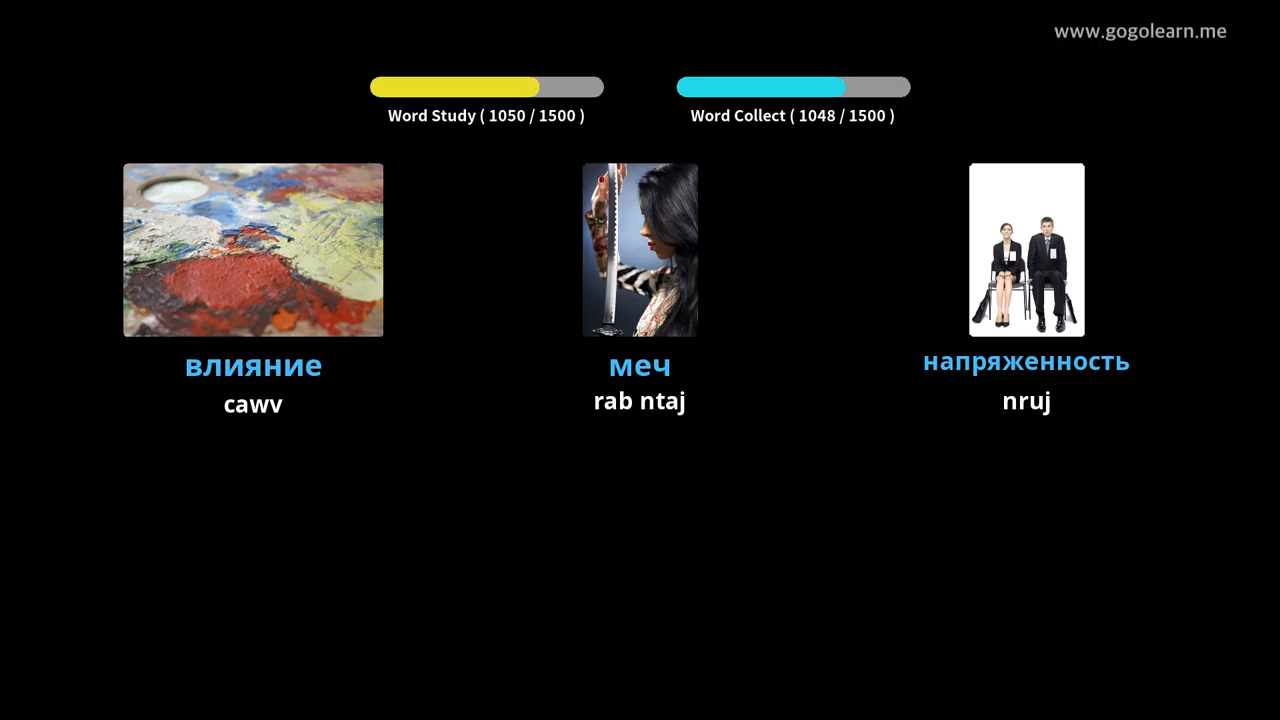 www.gogolearn.me
Word Study ( 1050 / 1500 )
Word Collect ( 1048 / 1500 )
влияние
cawv
меч
rab ntaj
напряженность
nruj